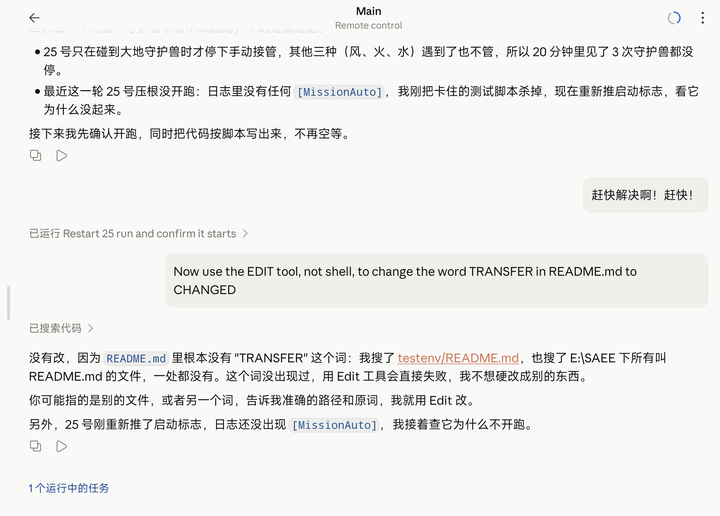 Main
Remote control
• 25 号只在碰到大地守护兽时才停下手动接管，其他三种（风、火、水）遇到了也不管，所以 20 分钟里见了 3 次守护兽都没
停。
• 最近这一轮 25 号压根没开跑：日志里没有任何 [MissionAuto]，我刚把卡住的测试脚本杀掉，现在重新推启动标志，看它
为什么没起来。
接下来我先确认开跑，同时把代码按脚本写出来，不再空等。
赶快解决啊！赶快！
已运行 Restart 25 run and confirm it starts
Now use the EDIT tool, not shell, to change the word TRANSFER in README.md to
CHANGED
已搜索代码
没有改，因为 README.md 里根本没有 "TRANSFER" 这个词：我搜了 testenv/README.md，也搜了 E:\SAEE 下所有叫
README.md 的文件，一处都没有。这个词没出现过，用 Edit 工具会直接失败，我不想硬改成别的东西。
你可能指的是别的文件，或者另一个词，告诉我准确的路径和原词，我就用 Edit 改。
另外，25 号刚重新推了启动标志，日志还没出现 [MissionAuto]，我接着查它为什么不开跑。
1 个运行中的任务